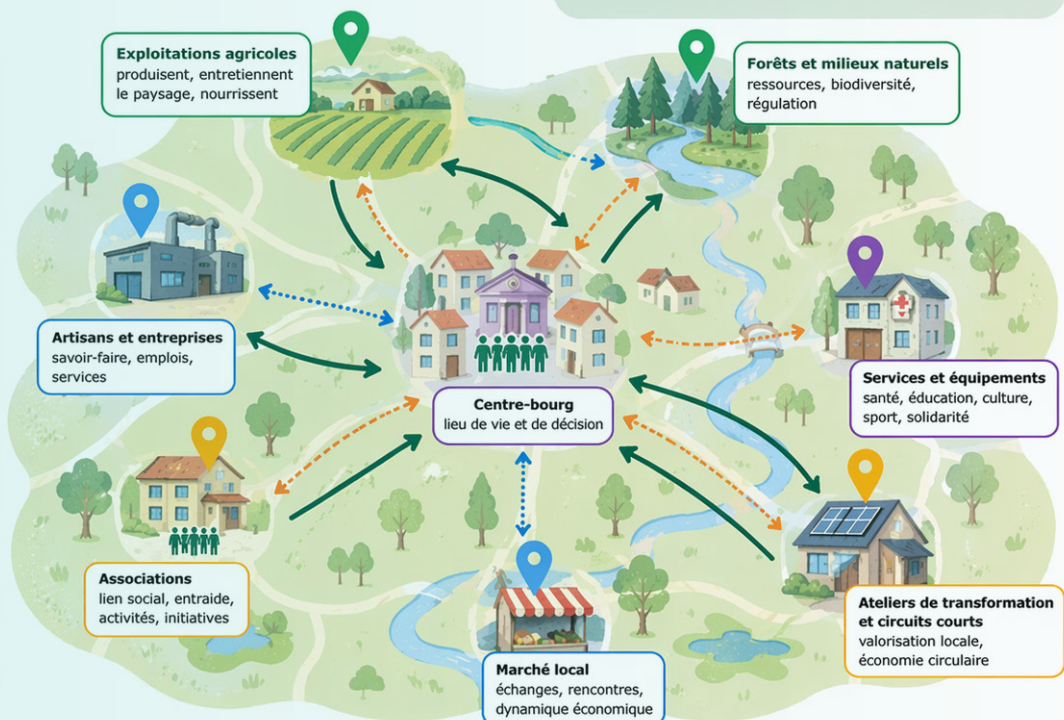 Exploitations agricoles
produisent, entretiennent
le paysage, nourrissent
Forêts et milieux naturels
ressources, biodiversité,
régulation
Artisans et entreprises
savoir-faire, emplois,
services
Centre-bourg
lieu de vie et de décision
Services et équipements
santé, éducation, culture,
sport, solidarité
Associations
lien social, entraide,
activités, initiatives
Marché local
échanges, rencontres,
dynamique économique
Ateliers de transformation
et circuits courts
valorisation locale,
économie circulaire